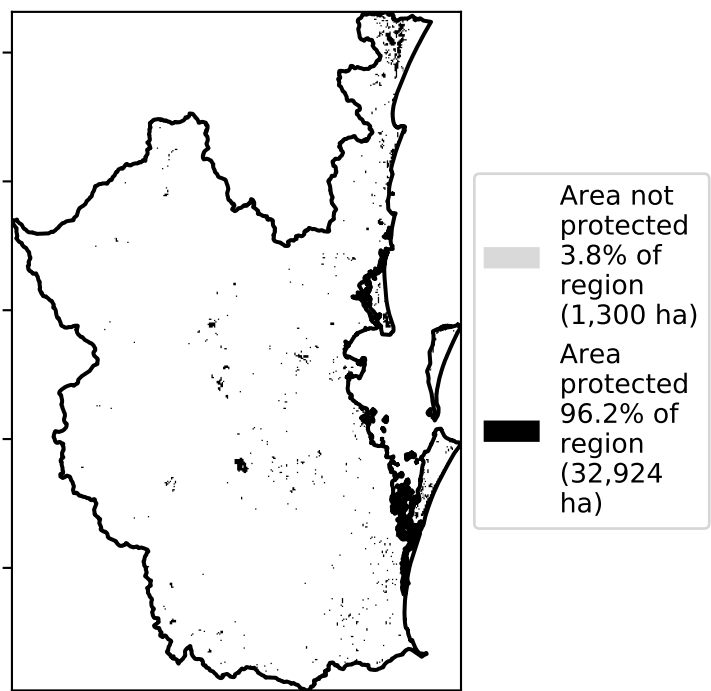 Area not
protected
3.8% of
region
(1,300 ha)
Area
protected
96.2% of
region
(32,924
ha)